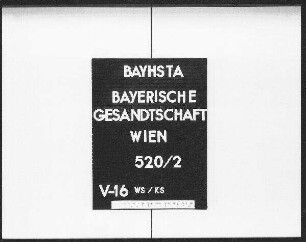 BAYHSTA
BAYERISCHE
GESANDTSCHAFT
WIEN
520/2
V-16 WS/KS